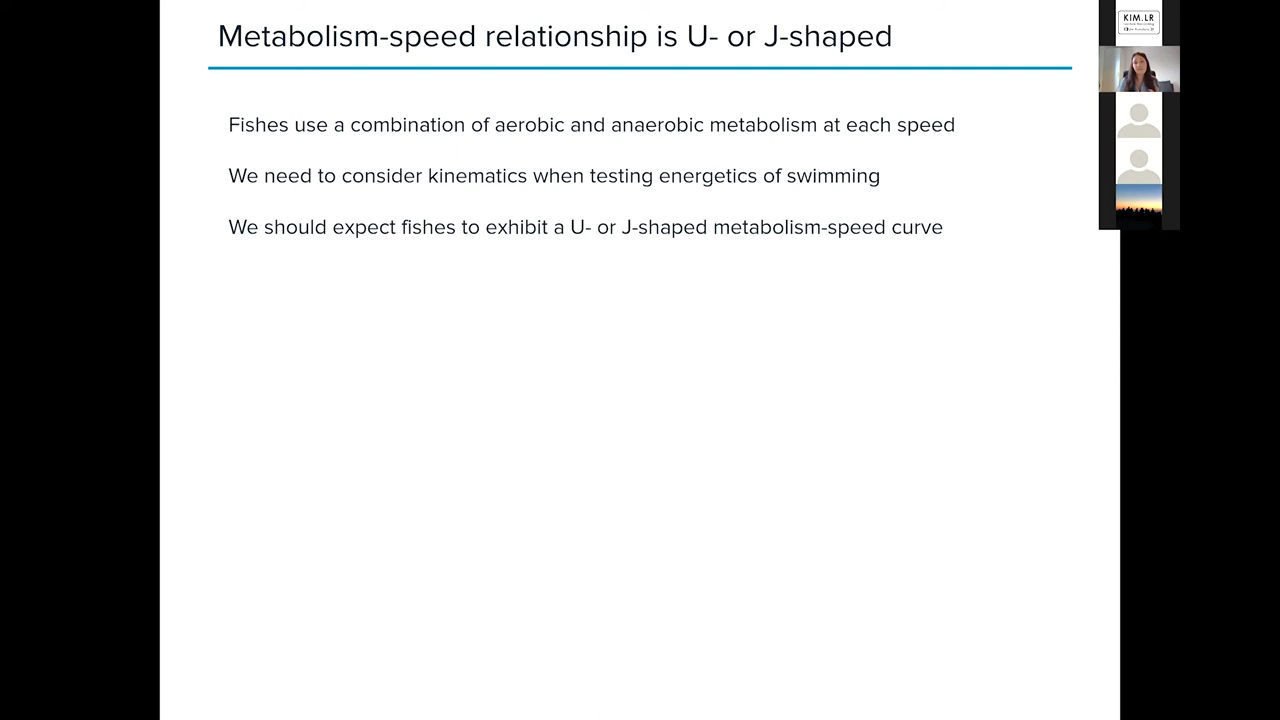 Metabolism-speed relationship is U- or J-shaped
Fishes use a combination of aerobic and anaerobic metabolism at each speed
We need to consider kinematics when testing energetics of swimming
We should expect fishes to exhibit a U- or J-shaped metabolism-speed curve
KIM.LR